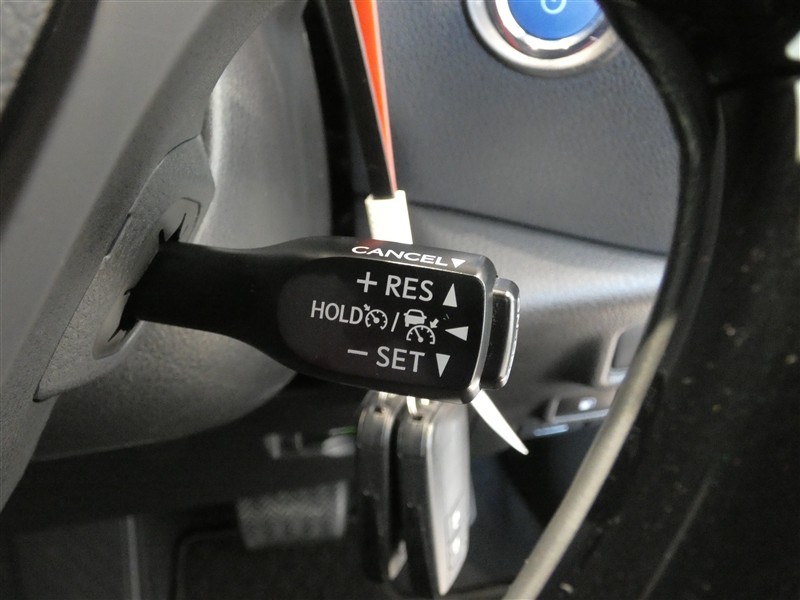 CANCEL▼
+ RES ▲
HOLD / ◄
− SET ▼